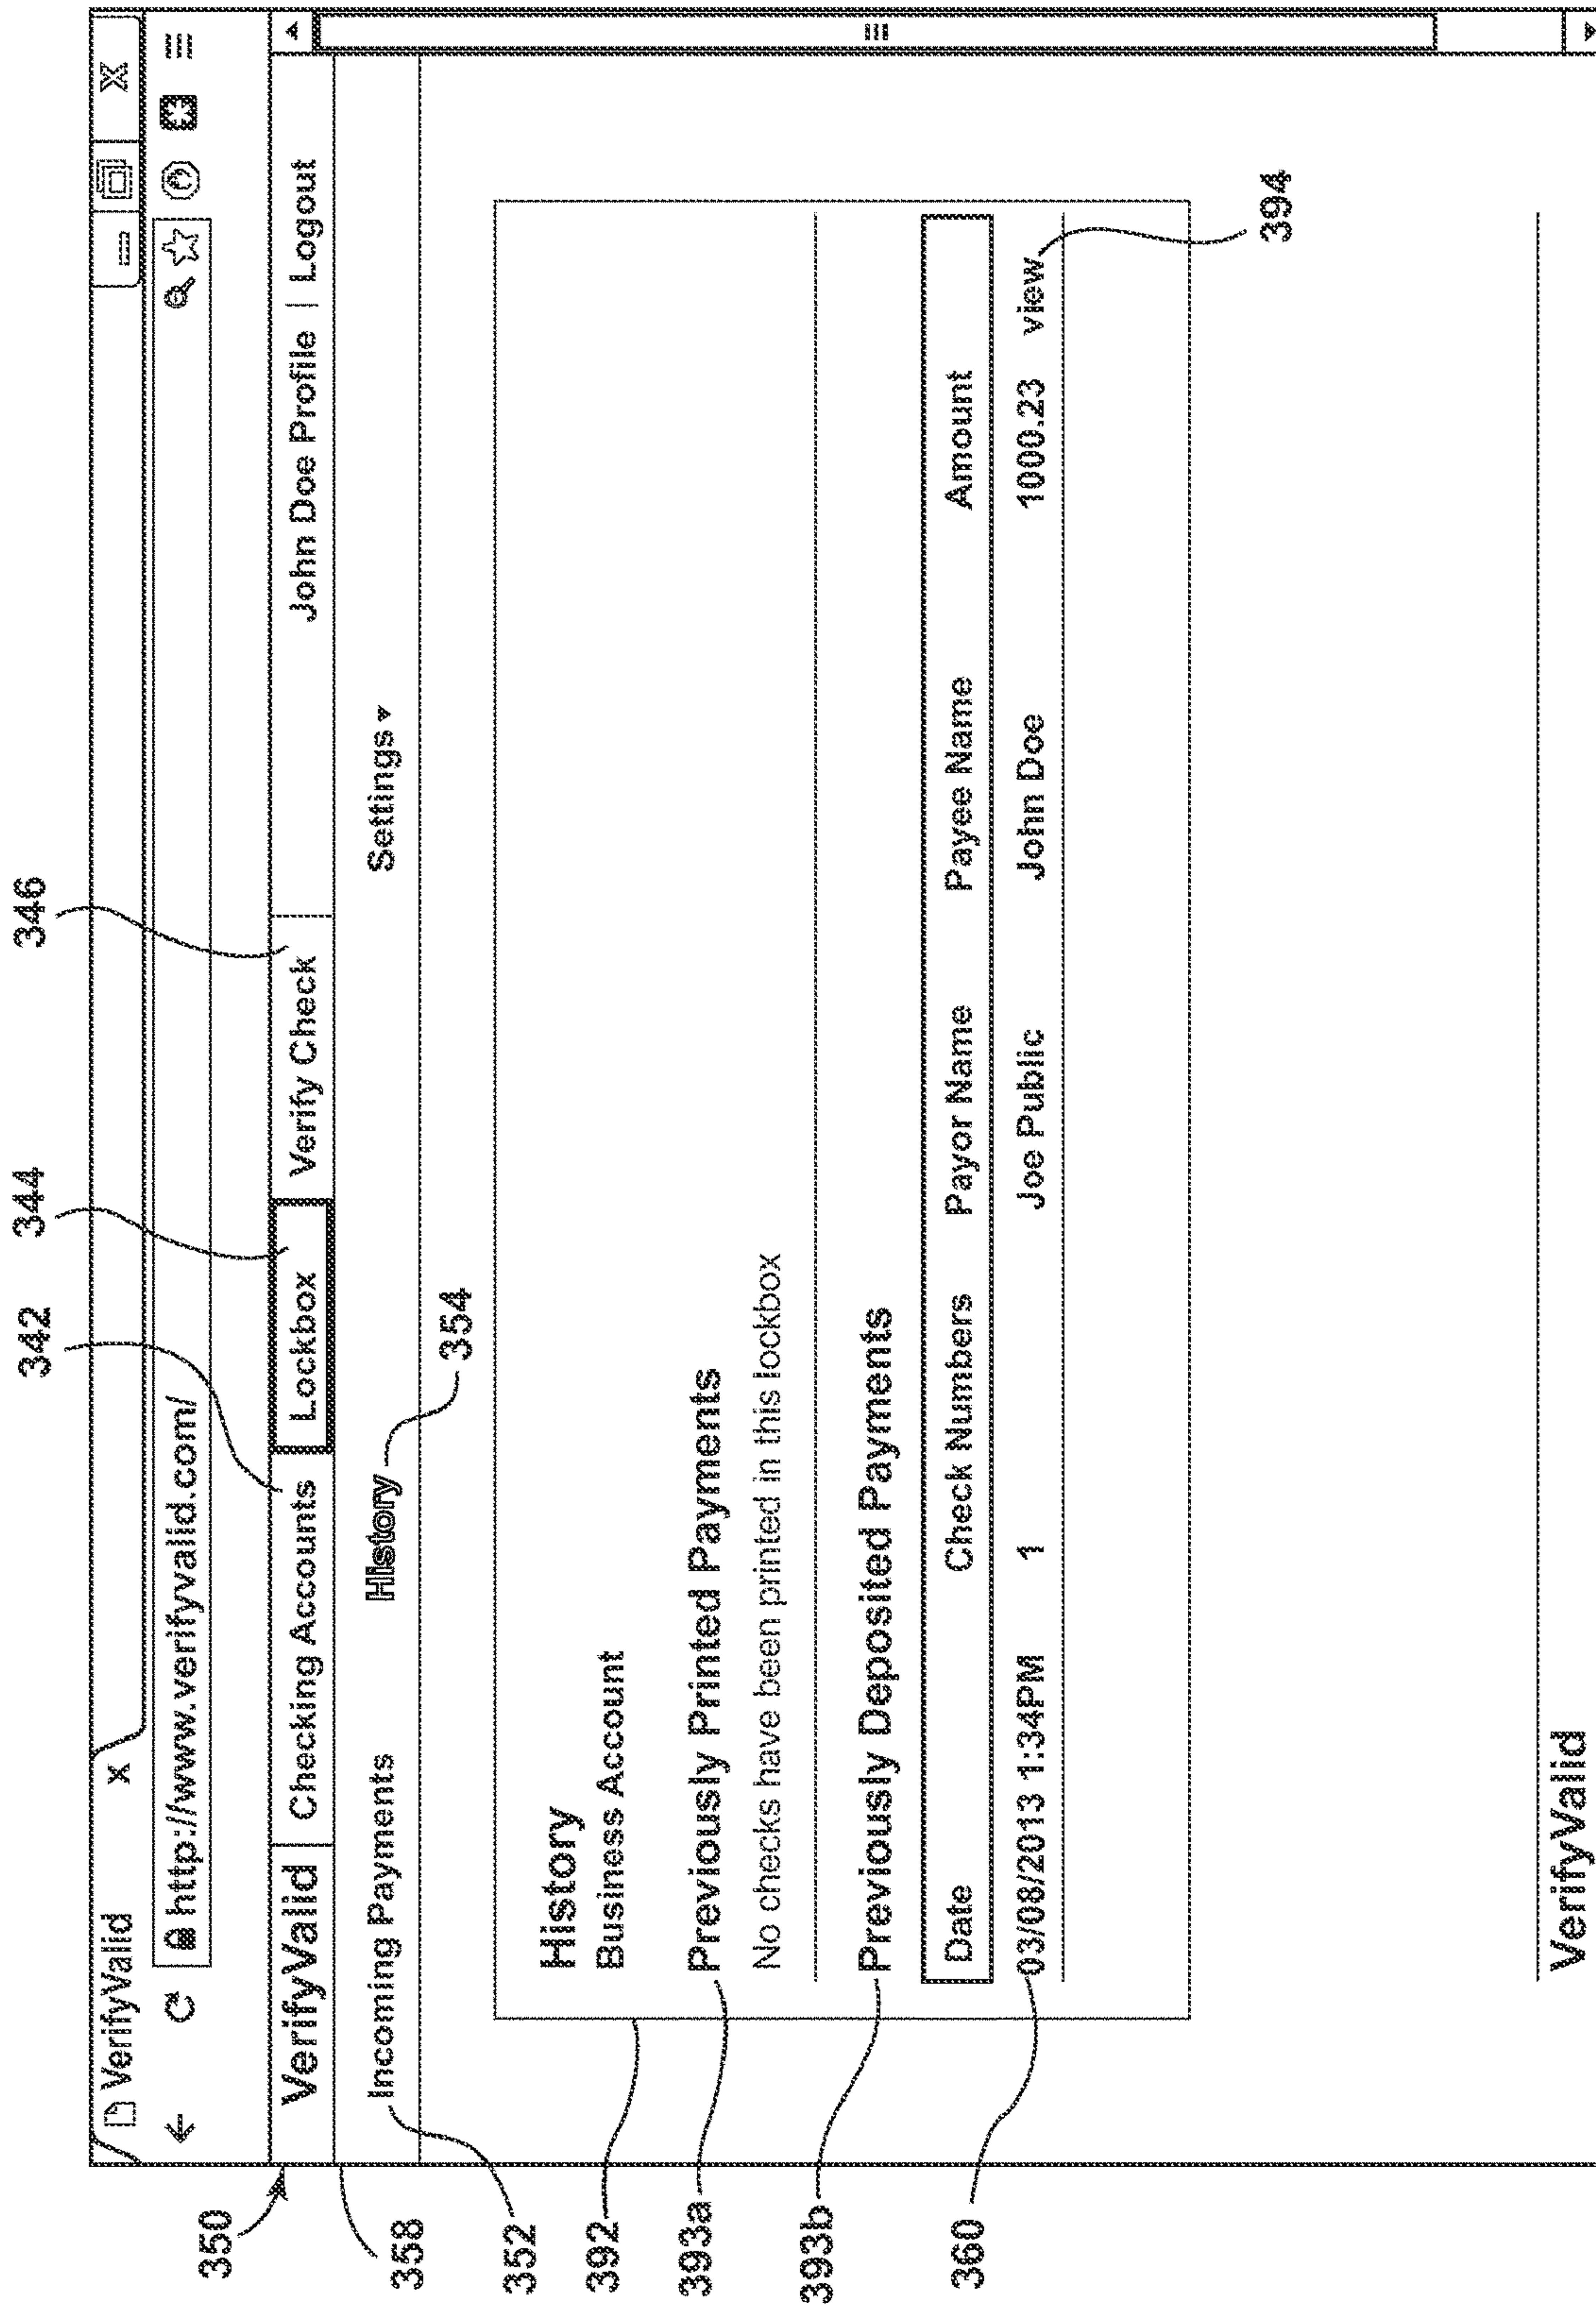 342 344 346
VerifyValid x
http://www.verifyvalid.com/
350
VerifyValid Checking Accounts Lockbox Verify Check John Doe Profile | Logout
358
Incoming Payments History Settings
354
352
History
Business Account
392
Previously Printed Payments
393a
No checks have been printed in this lockbox
393b
Previously Deposited Payments
Date Check Numbers Payor Name Payee Name Amount
360
03/08/2013 1:34PM 1 Joe Public John Doe 1000.23 view
394
VerifyValid